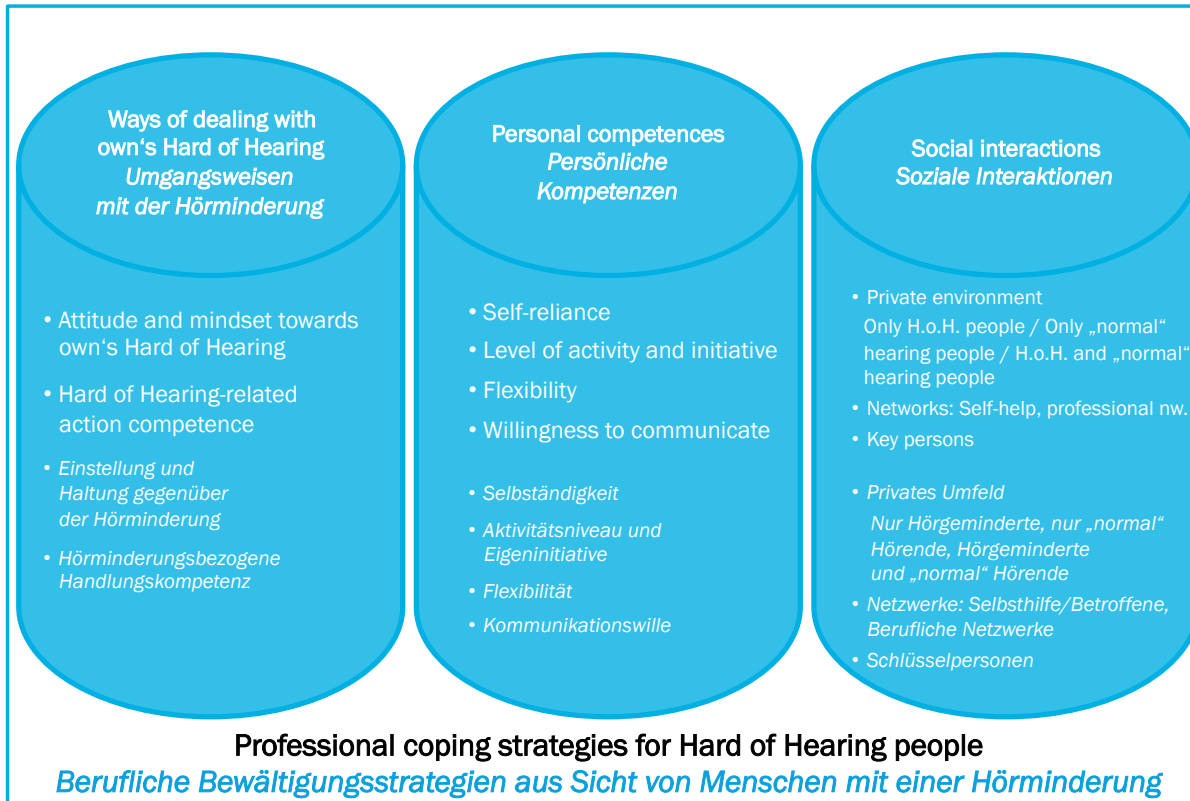 Ways of dealing with
own‘s Hard of Hearing
Umgangsweisen
mit der Hörminderung
• Attitude and mindset towards
own‘s Hard of Hearing
• Hard of Hearing-related
action competence
• Einstellung und
Haltung gegenüber
der Hörminderung
• Hörminderungsbezogene
Handlungskompetenz
Personal competences
Persönliche
Kompetenzen
• Self-reliance
• Level of activity and initiative
• Flexibility
• Willingness to communicate
• Selbständigkeit
• Aktivitätsniveau und
Eigeninitiative
• Flexibilität
• Kommunikationswille
Social interactions
Soziale Interaktionen
• Private environment
Only H.o.H. people / Only „normal“
hearing people / H.o.H. and „normal“
hearing people
• Networks: Self-help, professional nw.
• Key persons
• Privates Umfeld
Nur Hörgeminderte, nur „normal“
Hörende, Hörgeminderte
und „normal“ Hörende
• Netzwerke: Selbsthilfe/Betroffene,
Berufliche Netzwerke
• Schlüsselpersonen
Professional coping strategies for Hard of Hearing people
Berufliche Bewältigungsstrategien aus Sicht von Menschen mit einer Hörminderung